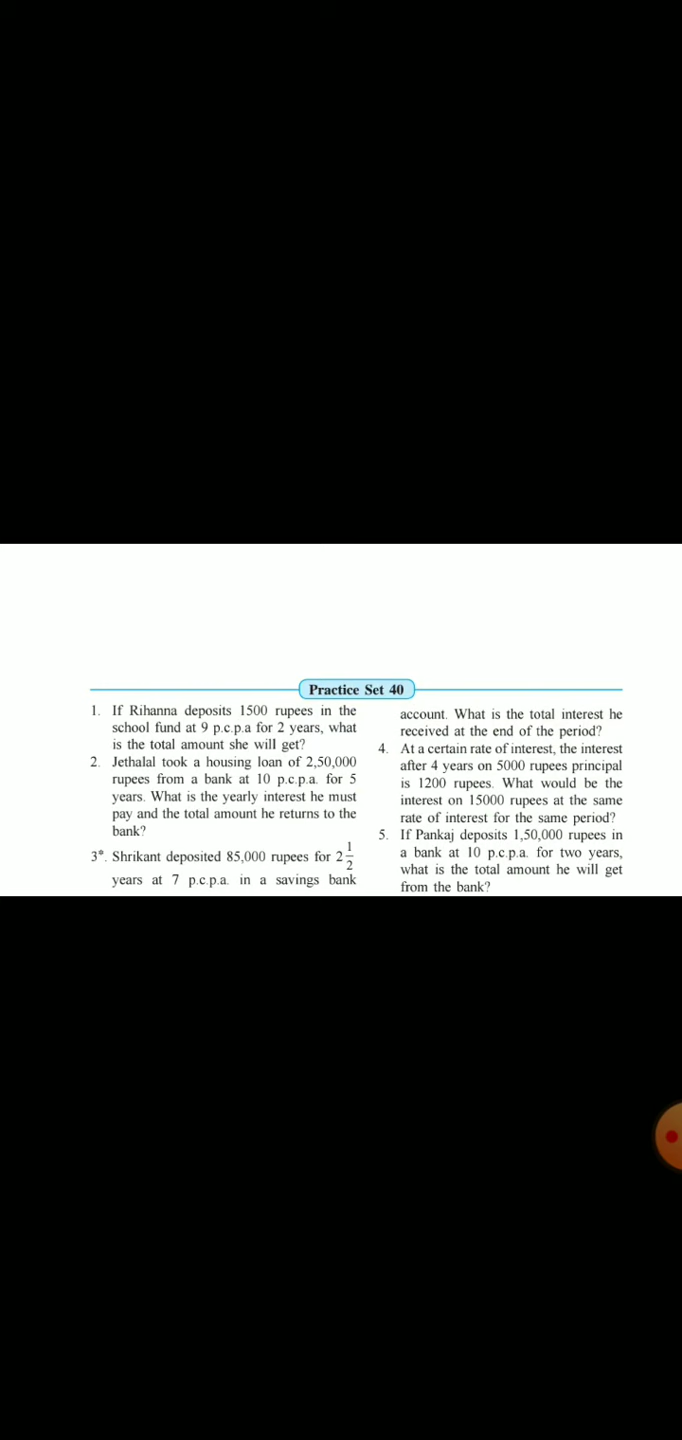 Practice Set 40
1. If Rihanna deposits 1500 rupees in the
school fund at 9 p.c.p.a for 2 years, what
is the total amount she will get?
2. Jethalal took a housing loan of 2,50,000
rupees from a bank at 10 p.c.p.a. for 5
years. What is the yearly interest he must
pay and the total amount he returns to the
bank?
3*. Shrikant deposited 85,000 rupees for 2 1/2
years at 7 p.c.p.a. in a savings bank
account. What is the total interest he
received at the end of the period?
4. At a certain rate of interest, the interest
after 4 years on 5000 rupees principal
is 1200 rupees. What would be the
interest on 15000 rupees at the same
rate of interest for the same period?
5. If Pankaj deposits 1,50,000 rupees in
a bank at 10 p.c.p.a. for two years,
what is the total amount he will get
from the bank?